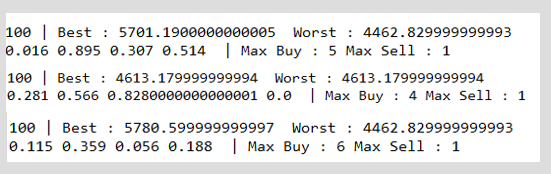 100 | Best : 5701.1900000000005  Worst : 4462.829999999993
0.016 0.895 0.307 0.514  | Max Buy : 5 Max Sell : 1
100 | Best : 4613.179999999994  Worst : 4613.179999999994
0.281 0.566 0.8280000000000001 0.0  | Max Buy : 4 Max Sell : 1
100 | Best : 5780.599999999997  Worst : 4462.829999999993
0.115 0.359 0.056 0.188  | Max Buy : 6 Max Sell : 1